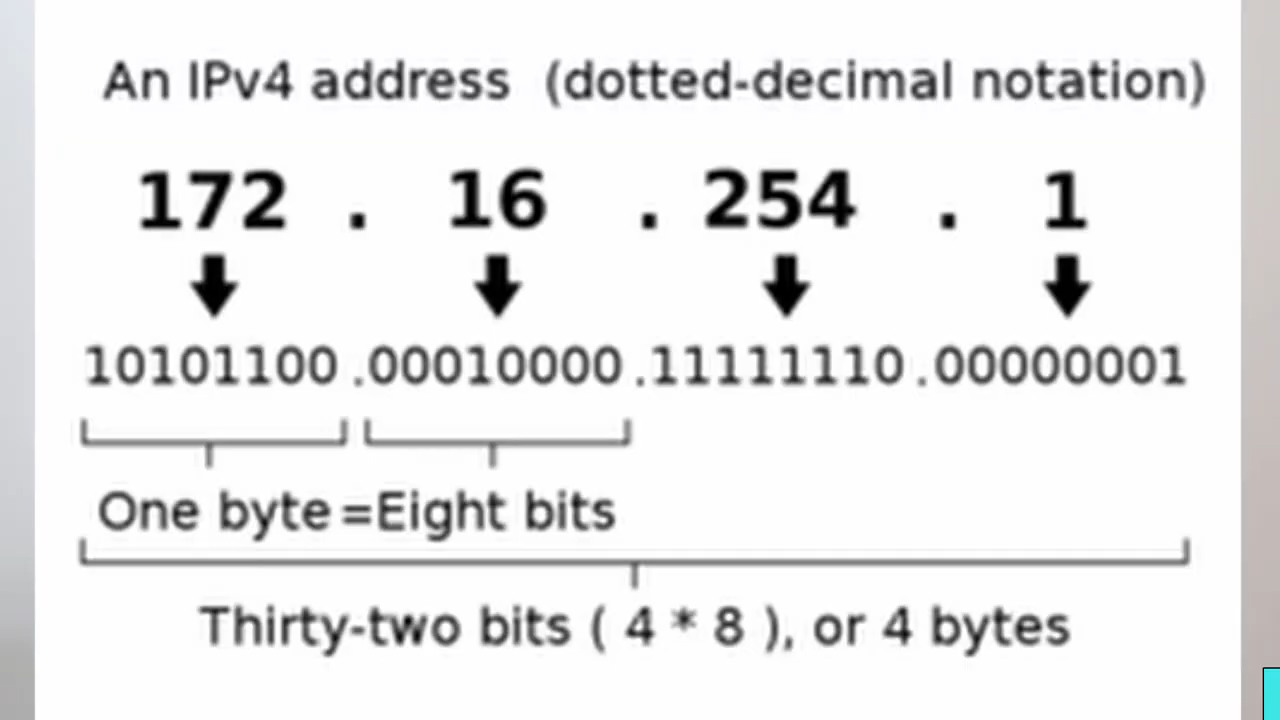 An IPv4 address (dotted-decimal notation)
172 . 16 . 254 . 1
10101100 .00010000 .11111110 .00000001
One byte =Eight bits
Thirty-two bits ( 4 * 8 ), or 4 bytes